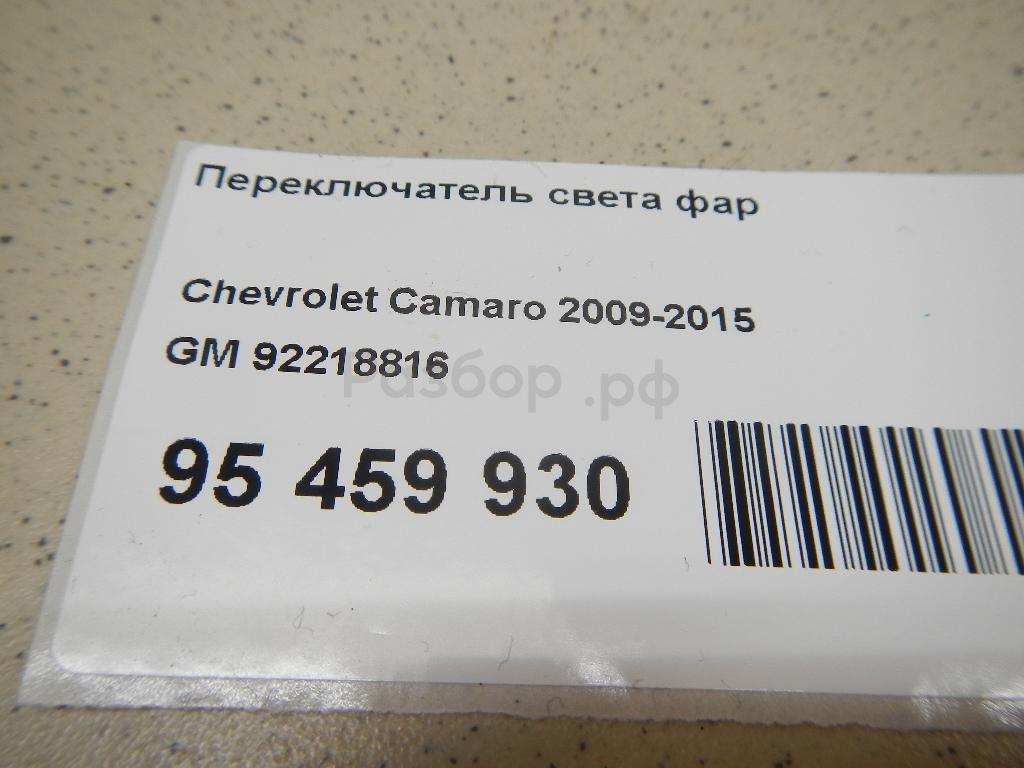 Переключатель света фар
Chevrolet Camaro 2009-2015
GM 92218816
Разбор .рф
95 459 930